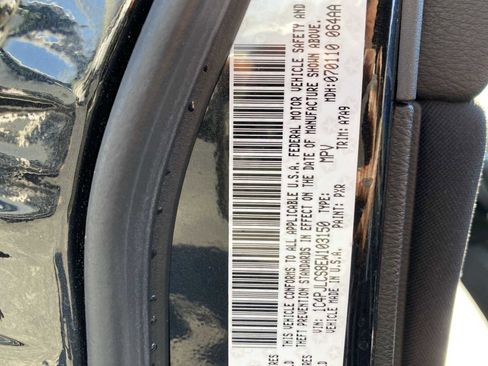 THIS VEHICLE CONFORMS TO ALL APPLICABLE U.S.A. FEDERAL MOTOR VEHICLE SAFETY AND
THEFT PREVENTION STANDARDS IN EFFECT ON THE DATE OF MANUFACTURE SHOWN ABOVE.
MDH: 070110 064AA
VIN: 1C4PJLCS8EW103150 TYPE: MPV
VEHICLE MADE IN U.S.A. PAINT: PXR TRIM: A7A9